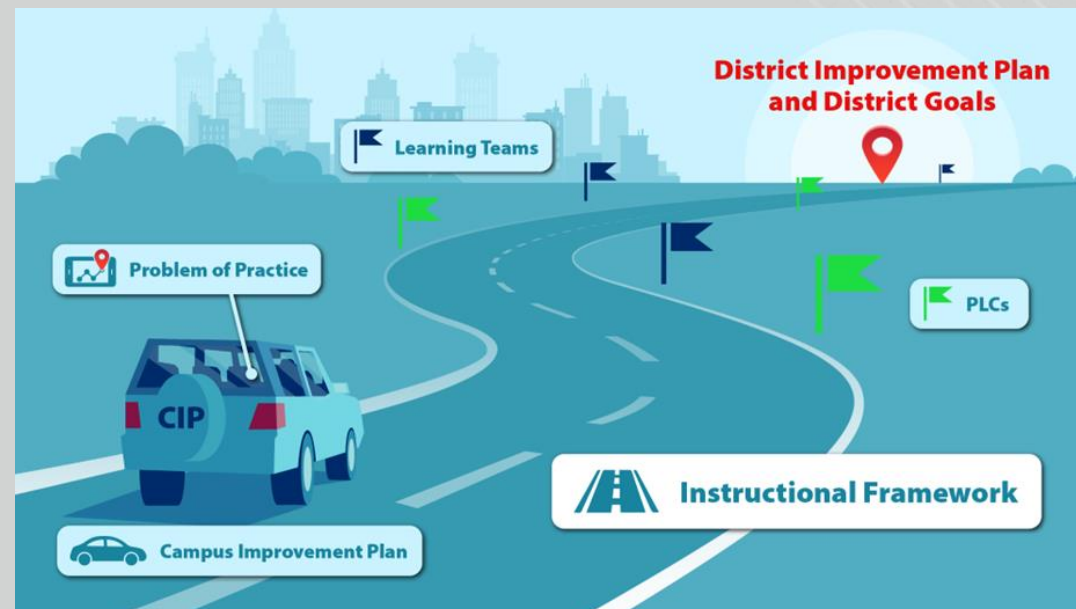 District Improvement Plan
and District Goals
Learning Teams
Problem of Practice
PLCs
CIP
Instructional Framework
Campus Improvement Plan